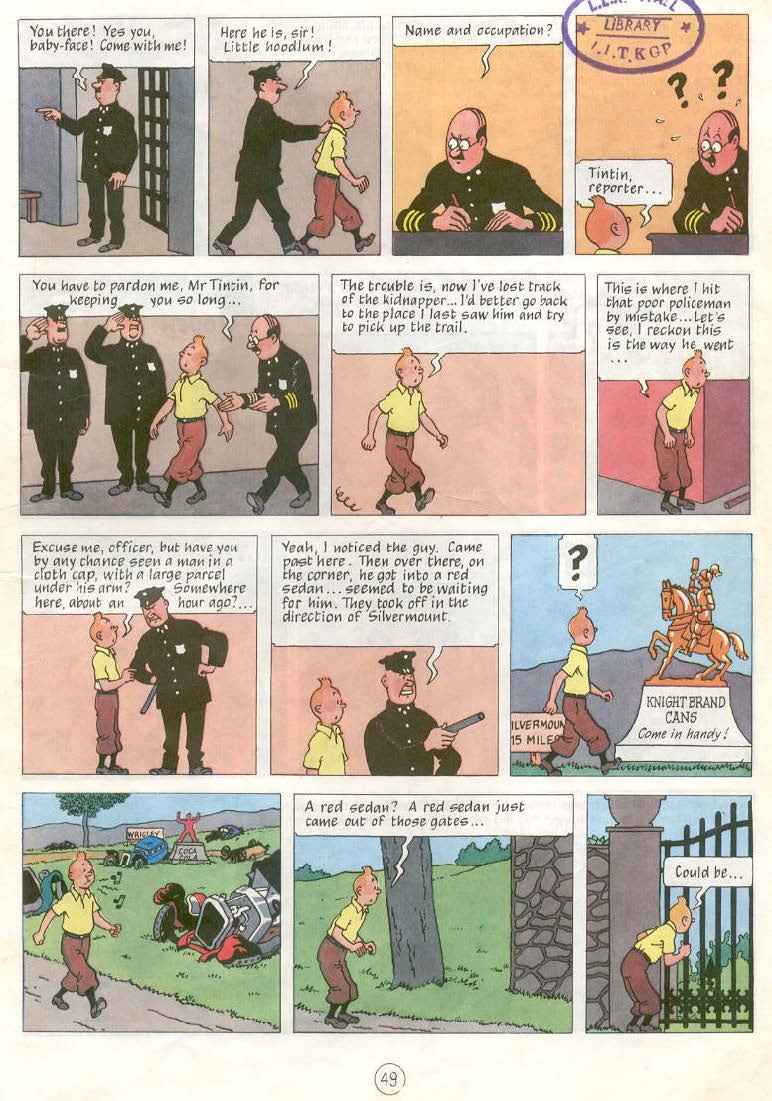 You there! Yes you,
baby-face! Come with me!
Here he is, sir!
Little hoodlum!
Name and occupation?
LIBRARY
I.I.T.KGP
? ?
Tintin,
reporter...
You have to pardon me, Mr Tintin, for
keeping you so long...
The trouble is, now I've lost track
of the kidnapper... I'd better go back
to the place I last saw him and try
to pick up the trail.
This is where I hit
that poor policeman
by mistake... Let's
see, I reckon this
is the way he went
...
Excuse me, officer, but have you
by any chance seen a man in a
cloth cap, with a large parcel
under his arm? Somewhere
here, about an hour ago?...
Yeah, I noticed the guy. Came
past here. Then over there, on
the corner, he got into a red
sedan... seemed to be waiting
for him. They took off in the
direction of Silvermount.
?
ILVERMOUN
15 MILES
KNIGHT BRAND
CANS
Come in handy!
WRIGLEY
COCA
COLA
A red sedan? A red sedan just
came out of those gates...
Could be...
49